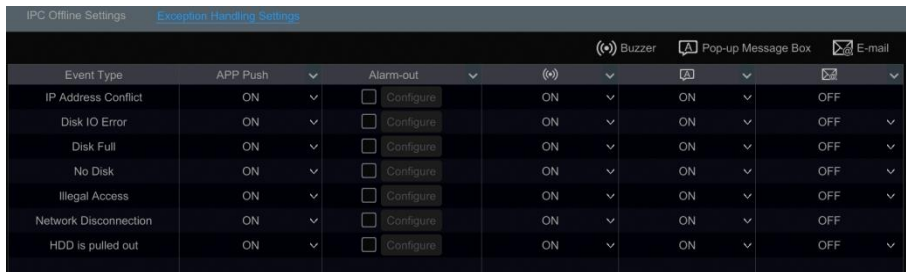 IPC Offline Settings Exception Handling Settings
Buzzer A Pop-up Message Box E-mail
Event Type APP Push Alarm-out A
IP Address Conflict ON Configure ON ON OFF
Disk IO Error ON Configure ON ON OFF
Disk Full ON Configure ON ON OFF
No Disk ON Configure ON ON OFF
Illegal Access ON Configure ON ON OFF
Network Disconnection ON Configure ON ON OFF
HDD is pulled out ON Configure ON ON OFF